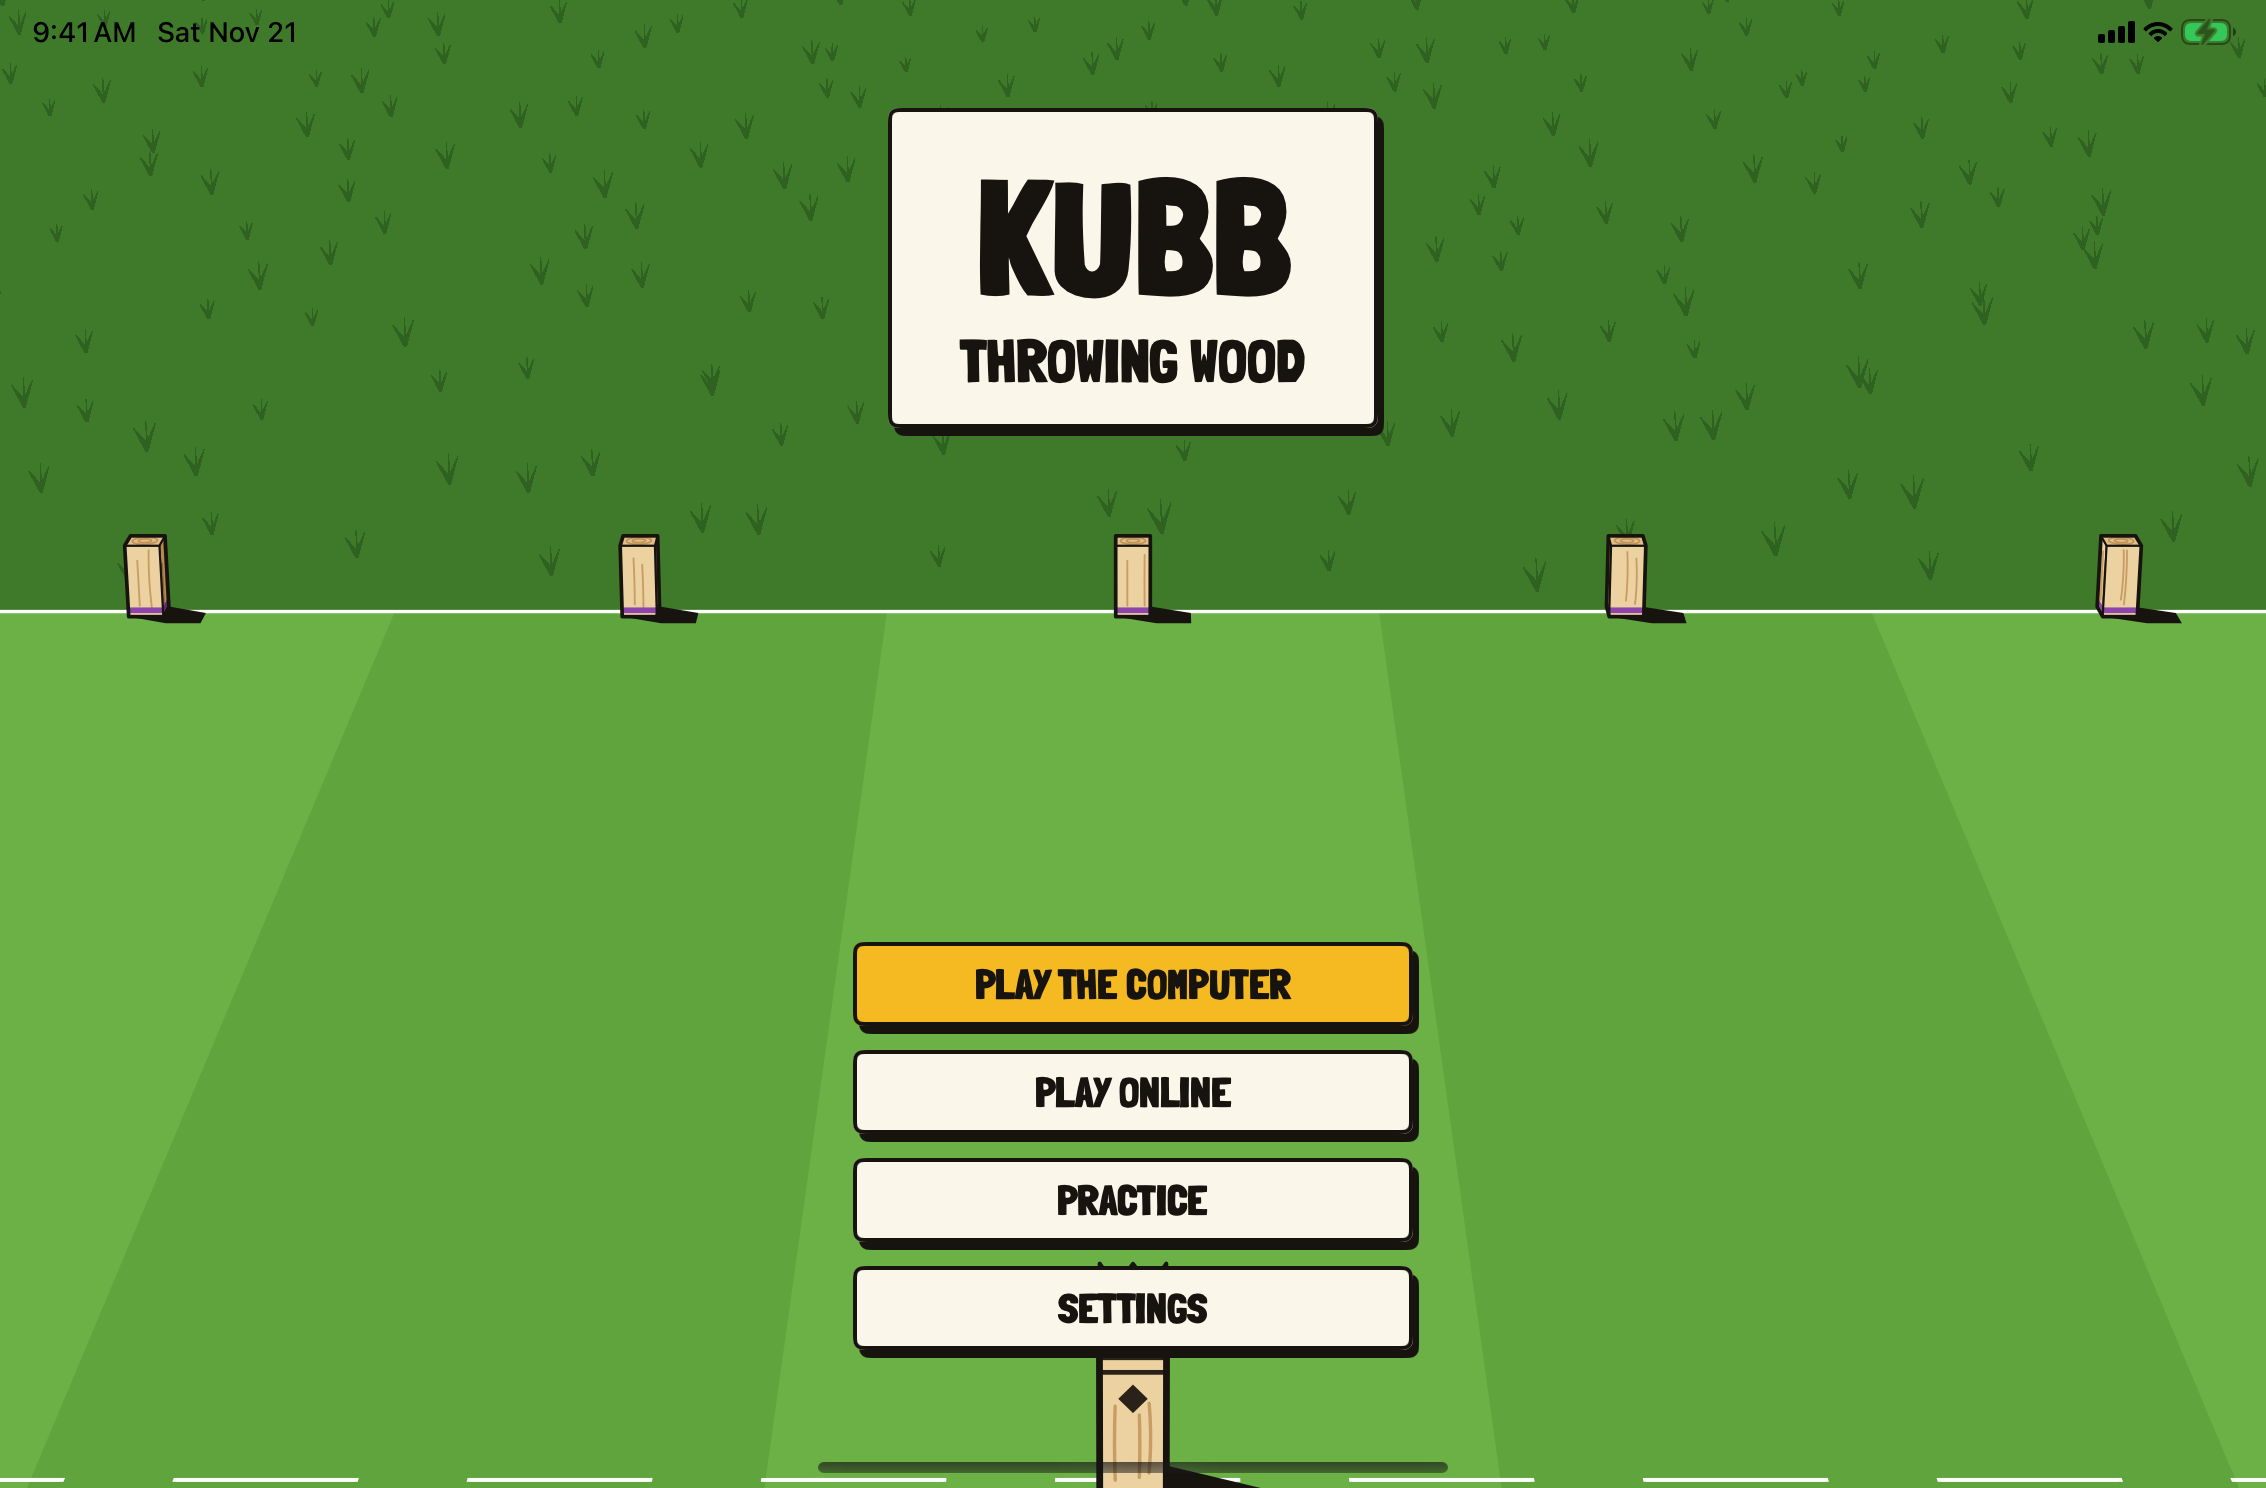 9:41 AM Sat Nov 21
KUBB
THROWING WOOD
PLAY THE COMPUTER
PLAY ONLINE
PRACTICE
SETTINGS